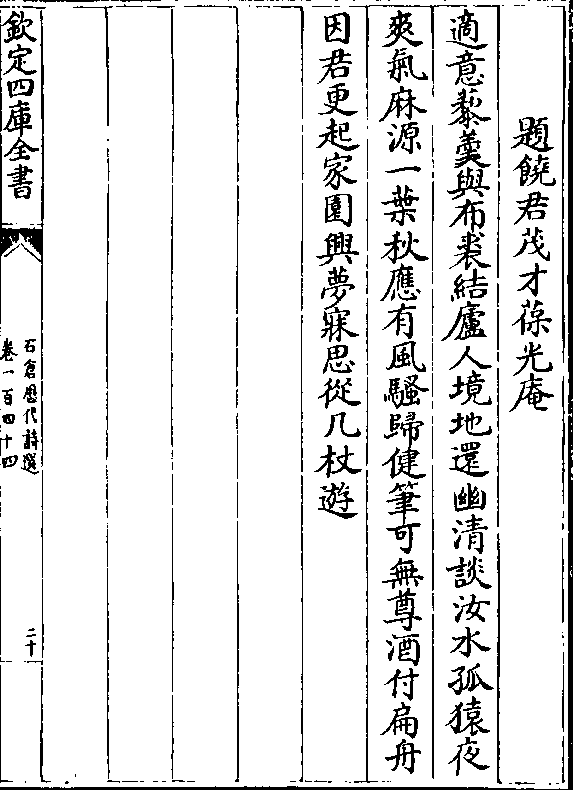 題饒君茂才葆光庵
適意藜羹與布裘結廬人境地還幽清談汝水孤猿夜
爽氣麻源一葉秋應有風騷歸健筆可無尊酒付扁舟
因君更起家園興夢寐思從几杖遊
欽定四庫全書
石倉歴代詩選
卷一百四十四
二十